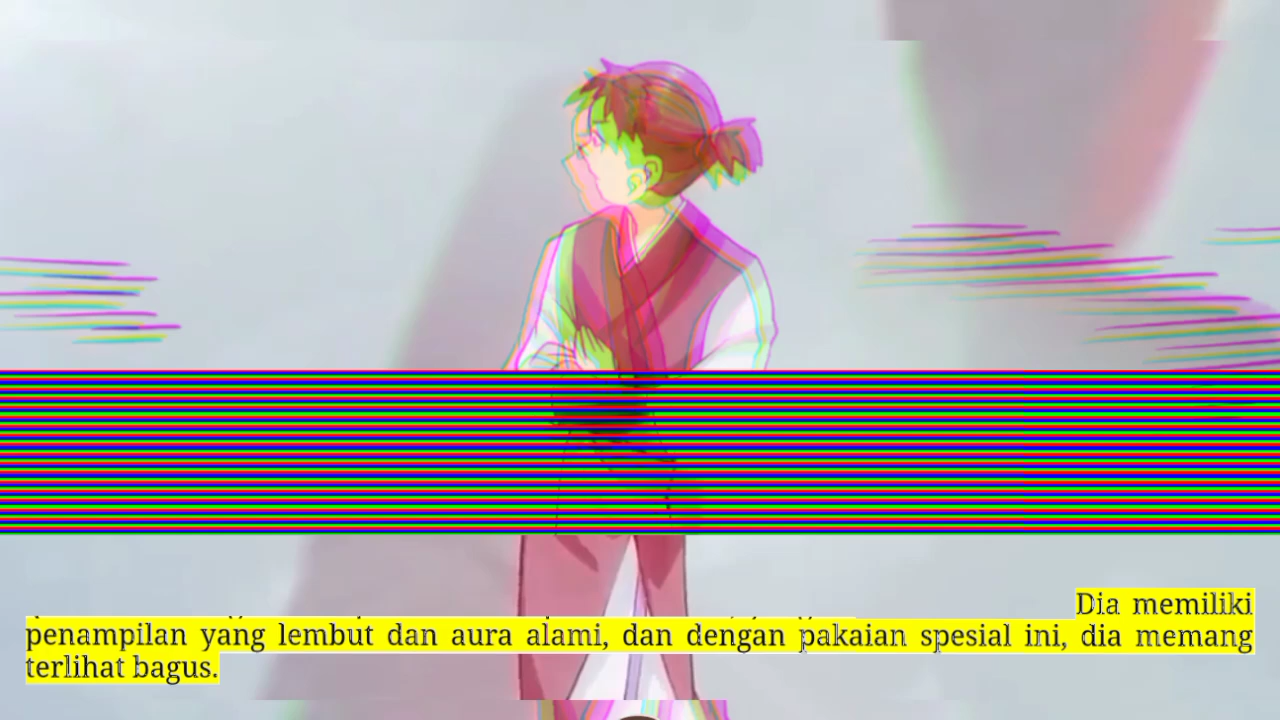 Dia memiliki
penampilan yang lembut dan aura alami, dan dengan pakaian spesial ini, dia memang
terlihat bagus.